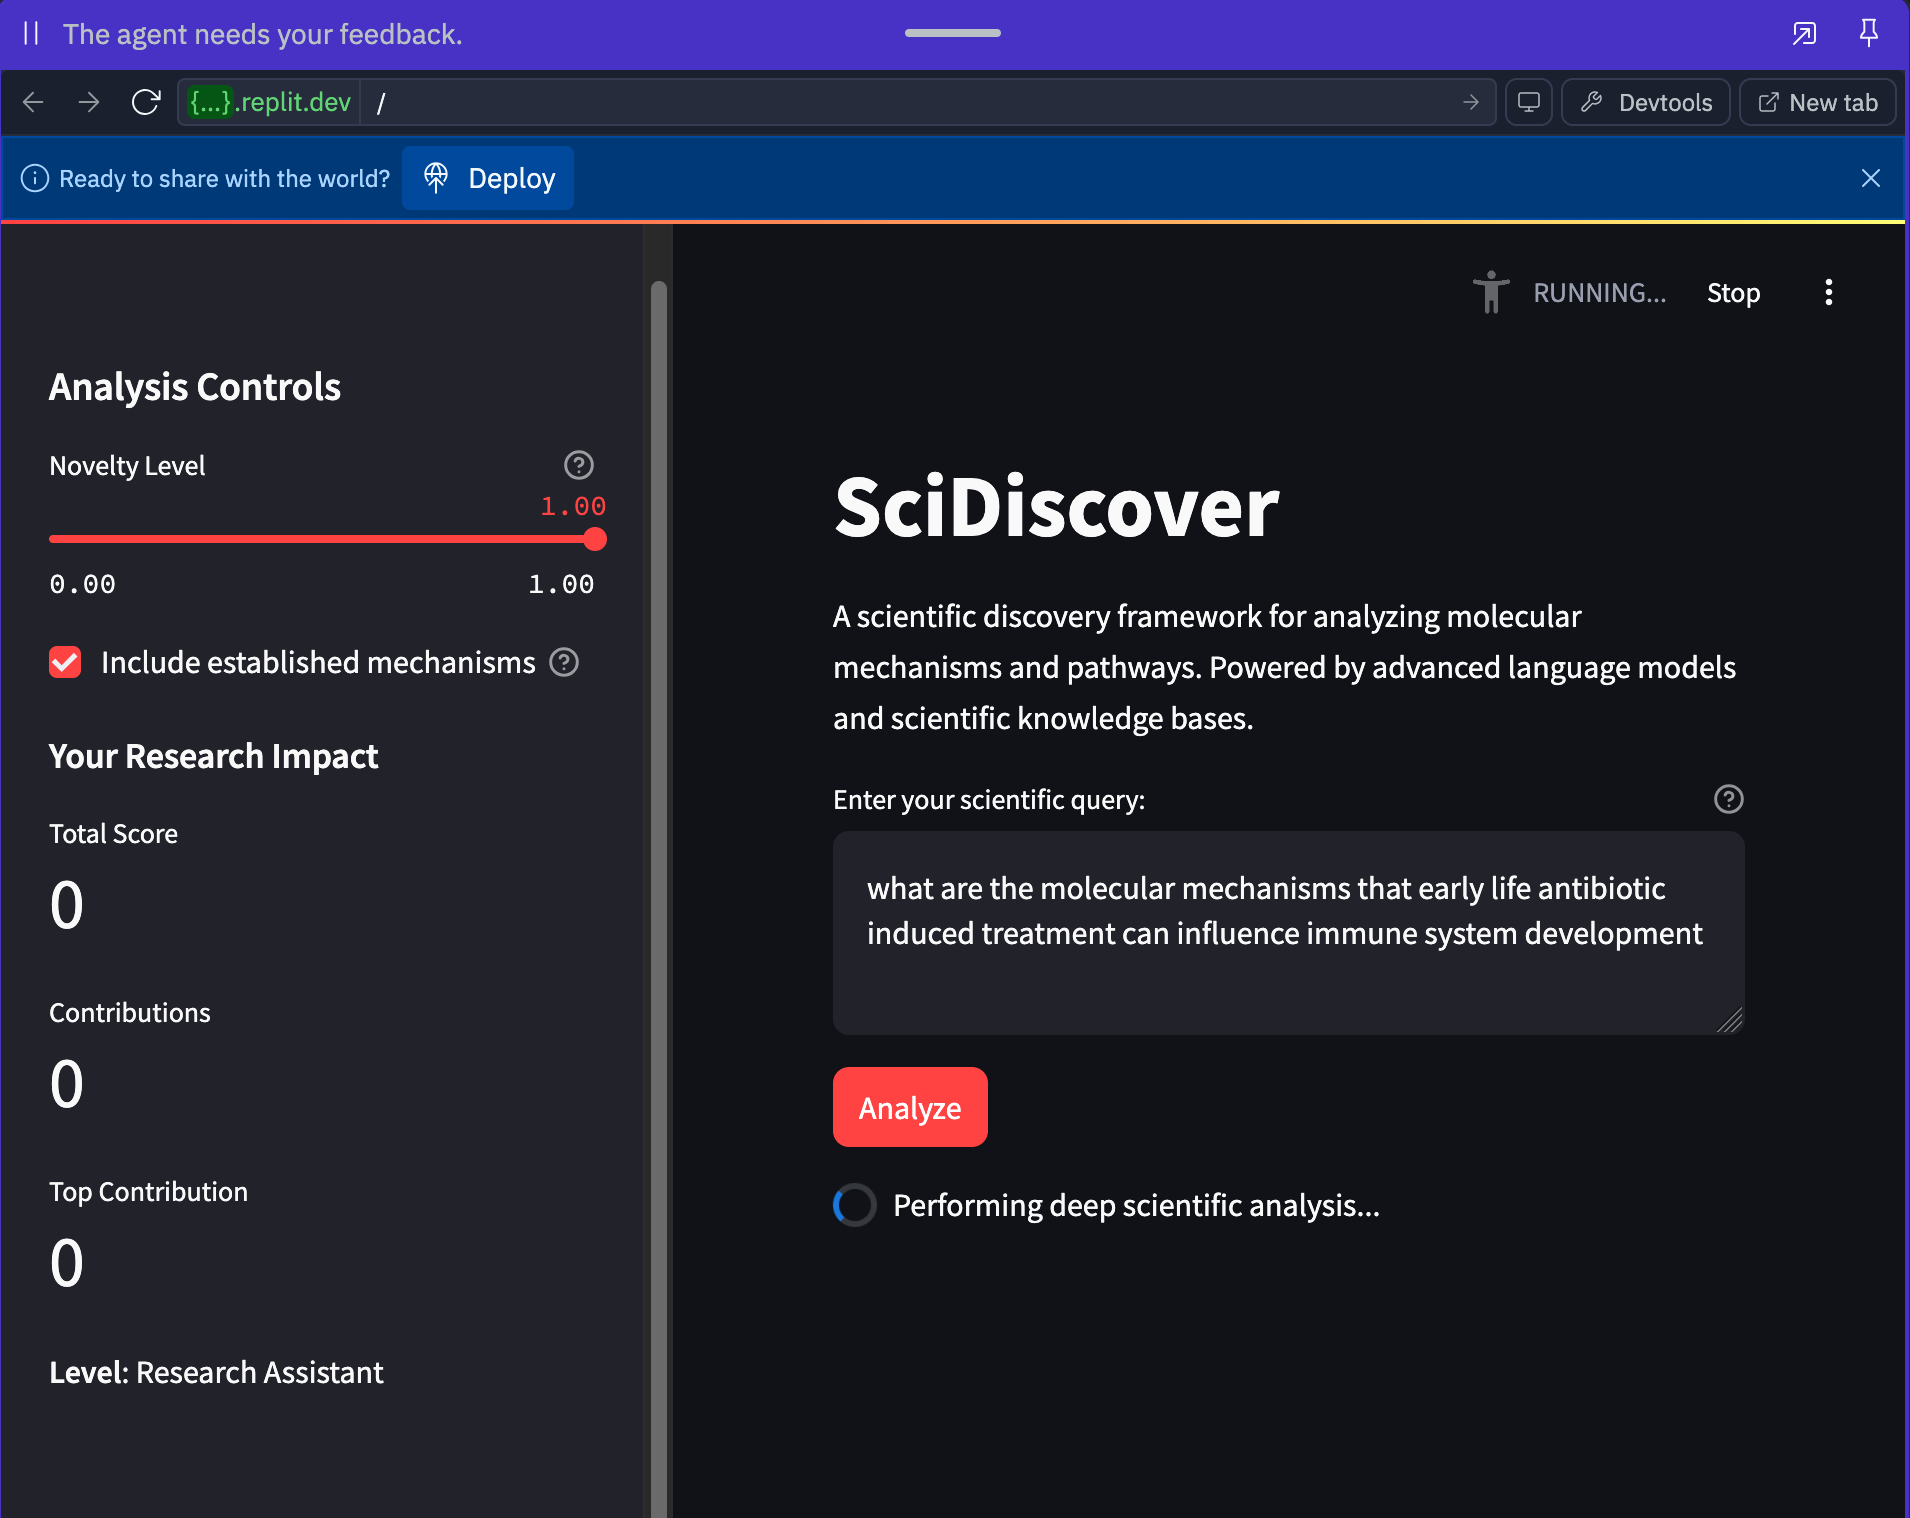 The agent needs your feedback.
{...}.replit.dev /
Devtools
New tab
Ready to share with the world?
Deploy
RUNNING...
Stop
Analysis Controls
Novelty Level
1.00
0.00 1.00
Include established mechanisms
Your Research Impact
Total Score
0
Contributions
0
Top Contribution
0
Level: Research Assistant
SciDiscover
A scientific discovery framework for analyzing molecular
mechanisms and pathways. Powered by advanced language models
and scientific knowledge bases.
Enter your scientific query:
what are the molecular mechanisms that early life antibiotic
induced treatment can influence immune system development
Analyze
Performing deep scientific analysis...